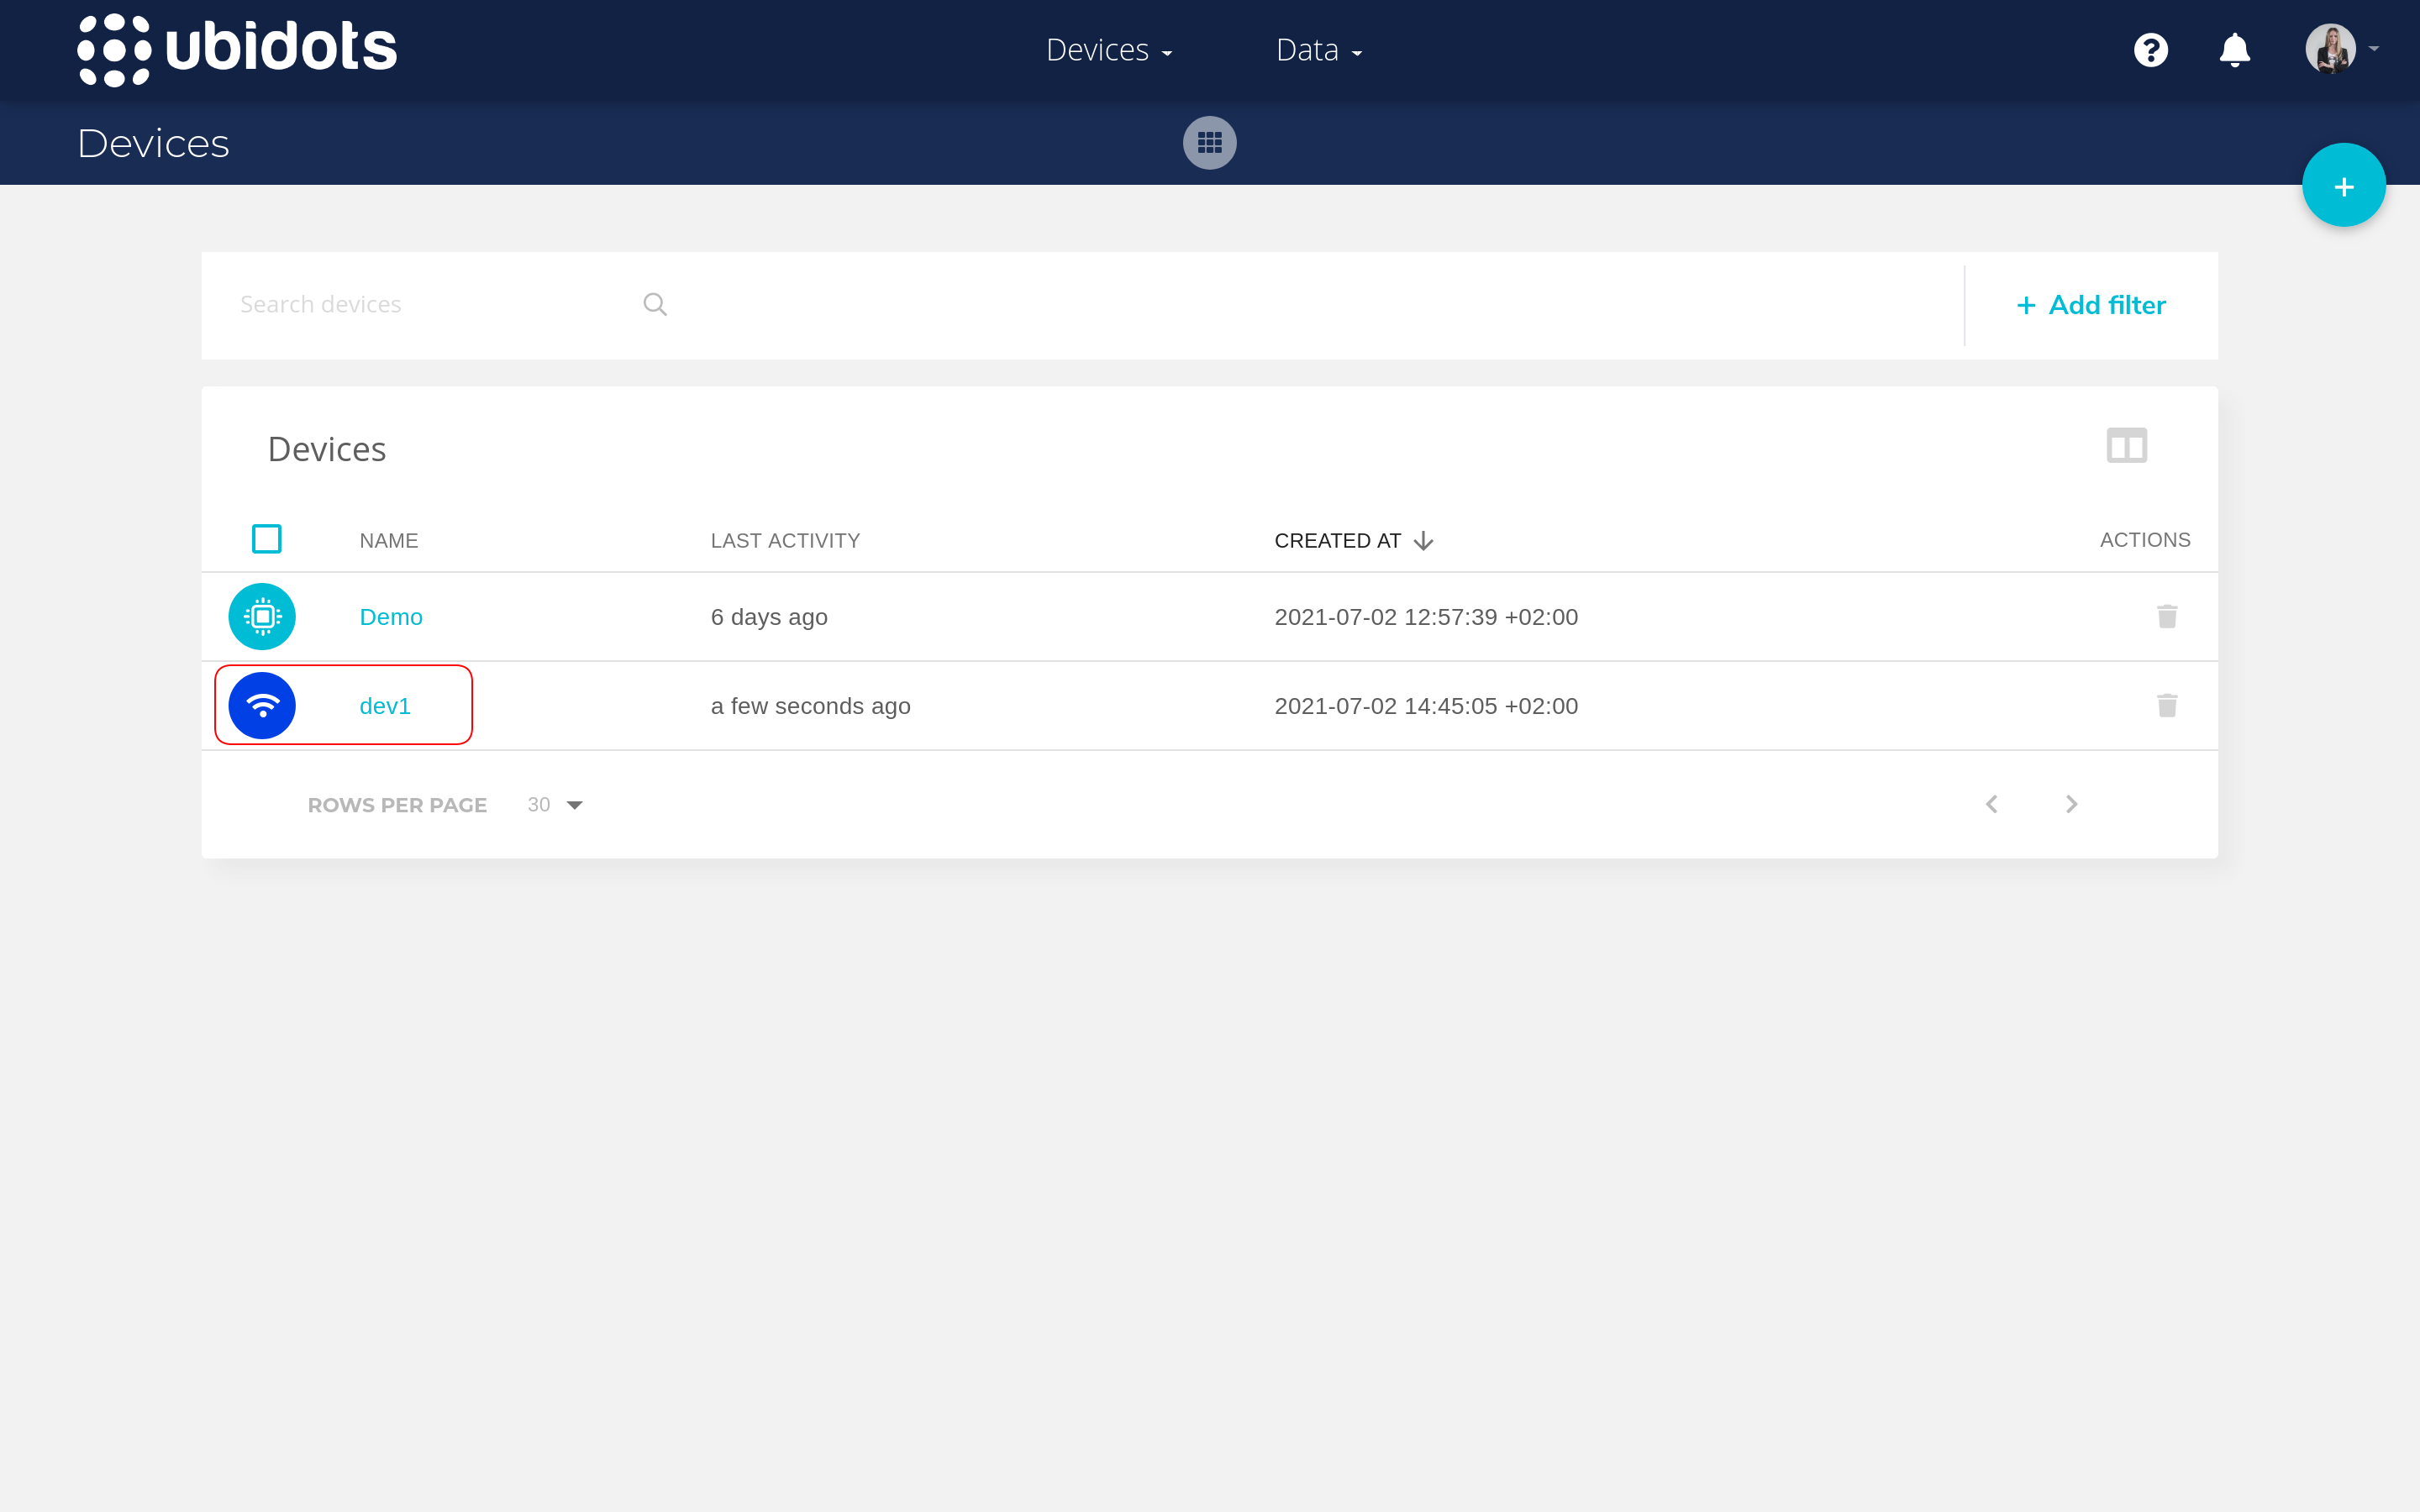 ubidots
Devices Data
Devices
Search devices
+ Add filter
Devices
NAME LAST ACTIVITY CREATED AT ACTIONS
Demo 6 days ago 2021-07-02 12:57:39 +02:00
dev1 a few seconds ago 2021-07-02 14:45:05 +02:00
ROWS PER PAGE 30